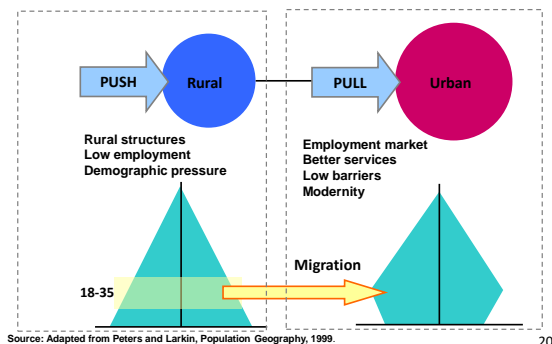 PUSH
Rural
PULL
Urban
Rural structures
Low employment
Demographic pressure
Employment market
Better services
Low barriers
Modernity
Migration
18-35
Source: Adapted from Peters and Larkin, Population Geography, 1999.
20